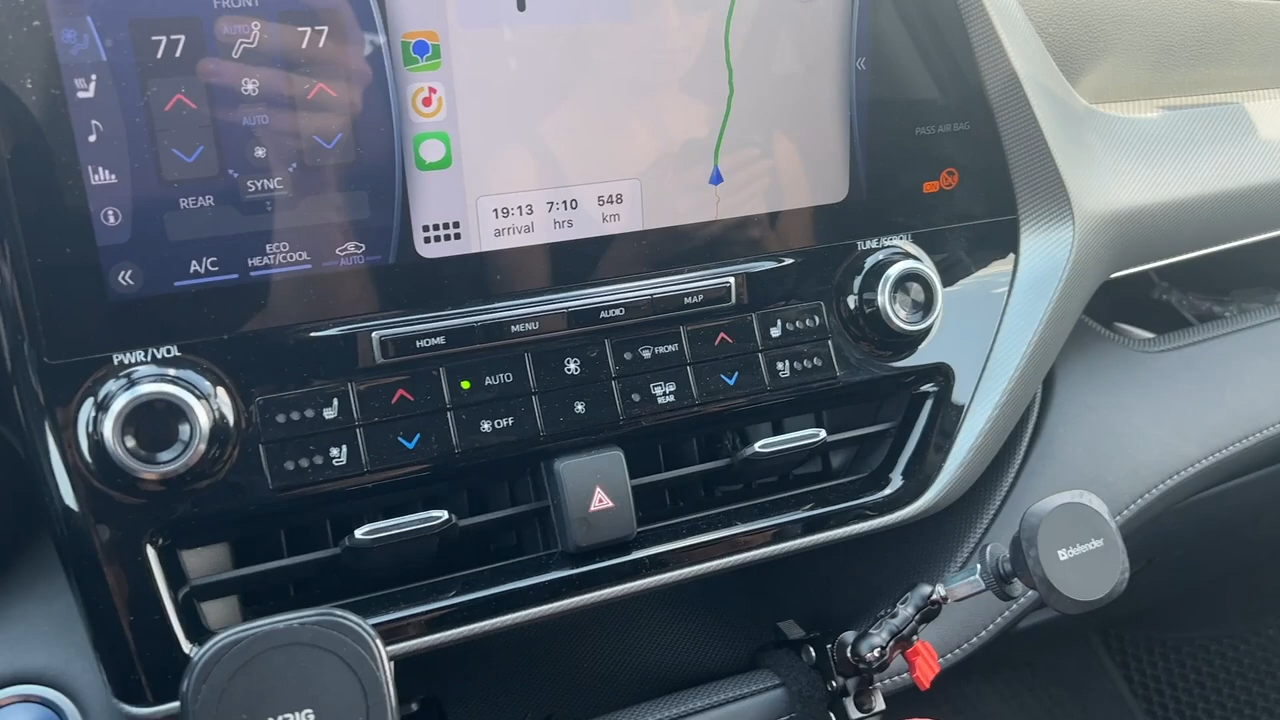 FRONT
77
AUTO
77
AUTO
SYNC
REAR
A/C
ECO
HEAT/COOL
AUTO
19:13 7:10 548
arrival hrs km
PASS AIR BAG
ON
TUNE/SCROLL
PWR/VOL
HOME
MENU
AUDIO
MAP
AUTO
FRONT
OFF
REAR
defender